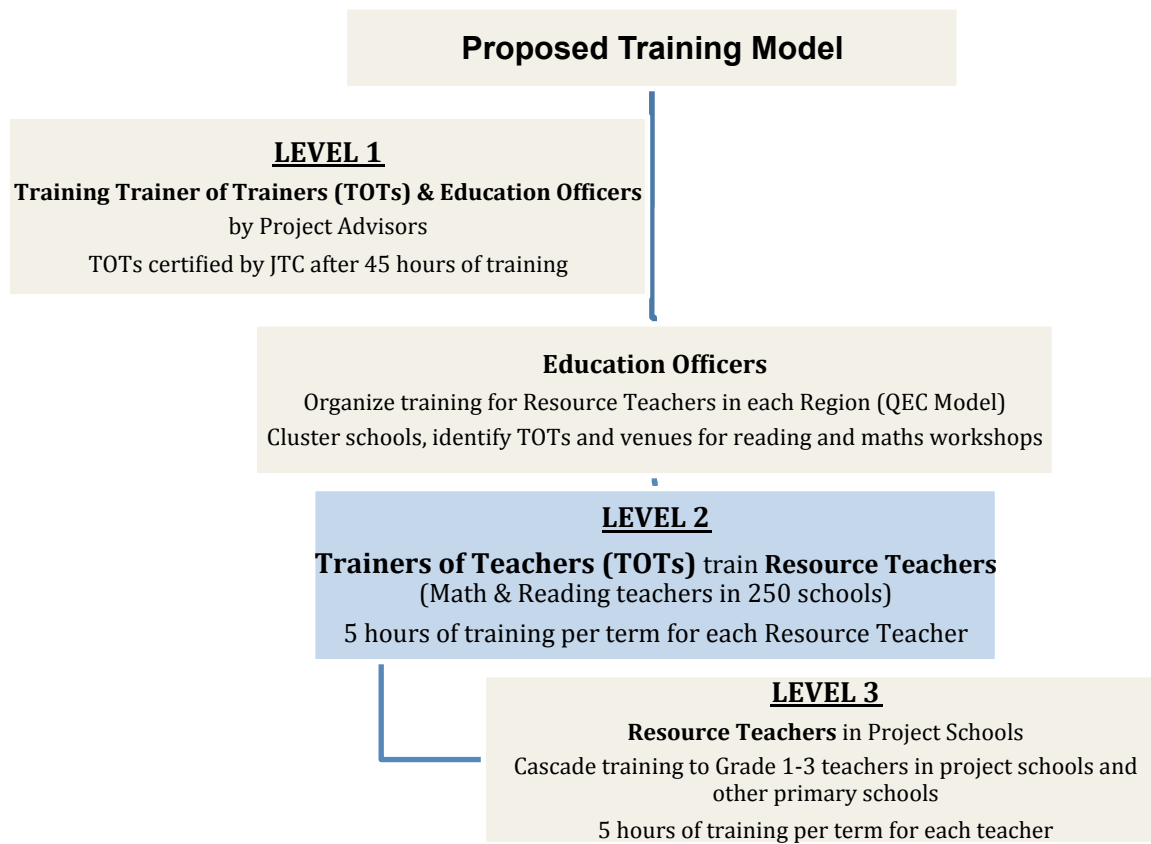 Proposed Training Model
LEVEL 1
Training Trainer of Trainers (TOTs) & Education Officers
by Project Advisors
TOTs certified by JTC after 45 hours of training
Education Officers
Organize training for Resource Teachers in each Region (QEC Model)
Cluster schools, identify TOTs and venues for reading and maths workshops
LEVEL 2
Trainers of Teachers (TOTs) train Resource Teachers
(Math & Reading teachers in 250 schools)
5 hours of training per term for each Resource Teacher
LEVEL 3
Resource Teachers in Project Schools
Cascade training to Grade 1-3 teachers in project schools and
other primary schools
5 hours of training per term for each teacher